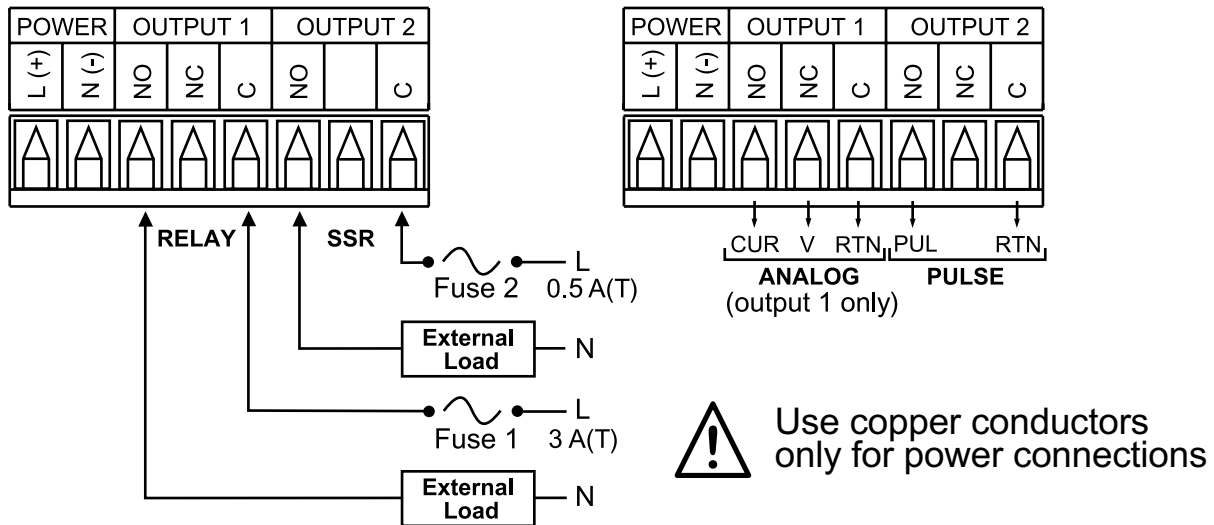 POWER OUTPUT 1 OUTPUT 2
L (+) N (-) NO NC C NO C
RELAY SSR
Fuse 2 L
0.5 A(T)
External
Load N
Fuse 1 L
3 A(T)
External
Load N
POWER OUTPUT 1 OUTPUT 2
L (+) N (-) NO NC C NO NC C
CUR V RTN PUL RTN
ANALOG PULSE
(output 1 only)
Use copper conductors
only for power connections